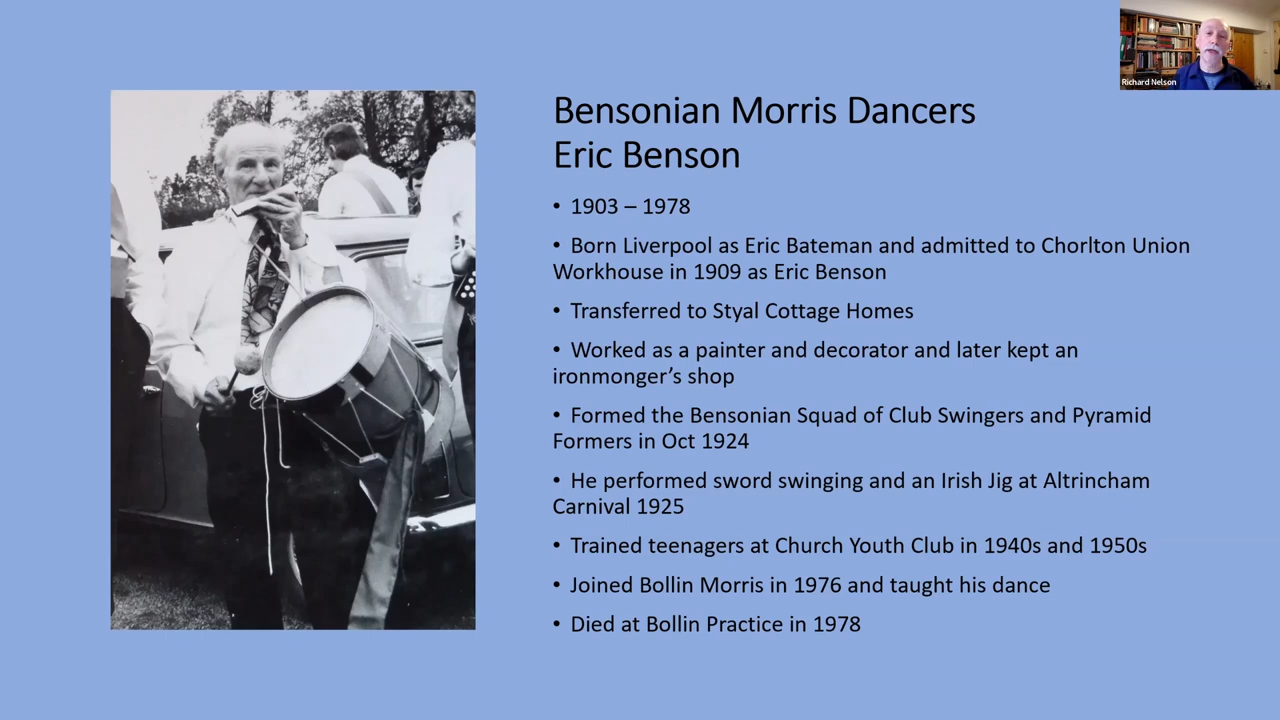 Richard Nelson
Bensonian Morris Dancers
Eric Benson
• 1903 – 1978
• Born Liverpool as Eric Bateman and admitted to Chorlton Union
Workhouse in 1909 as Eric Benson
• Transferred to Styal Cottage Homes
• Worked as a painter and decorator and later kept an
ironmonger’s shop
• Formed the Bensonian Squad of Club Swingers and Pyramid
Formers in Oct 1924
• He performed sword swinging and an Irish Jig at Altrincham
Carnival 1925
• Trained teenagers at Church Youth Club in 1940s and 1950s
• Joined Bollin Morris in 1976 and taught his dance
• Died at Bollin Practice in 1978